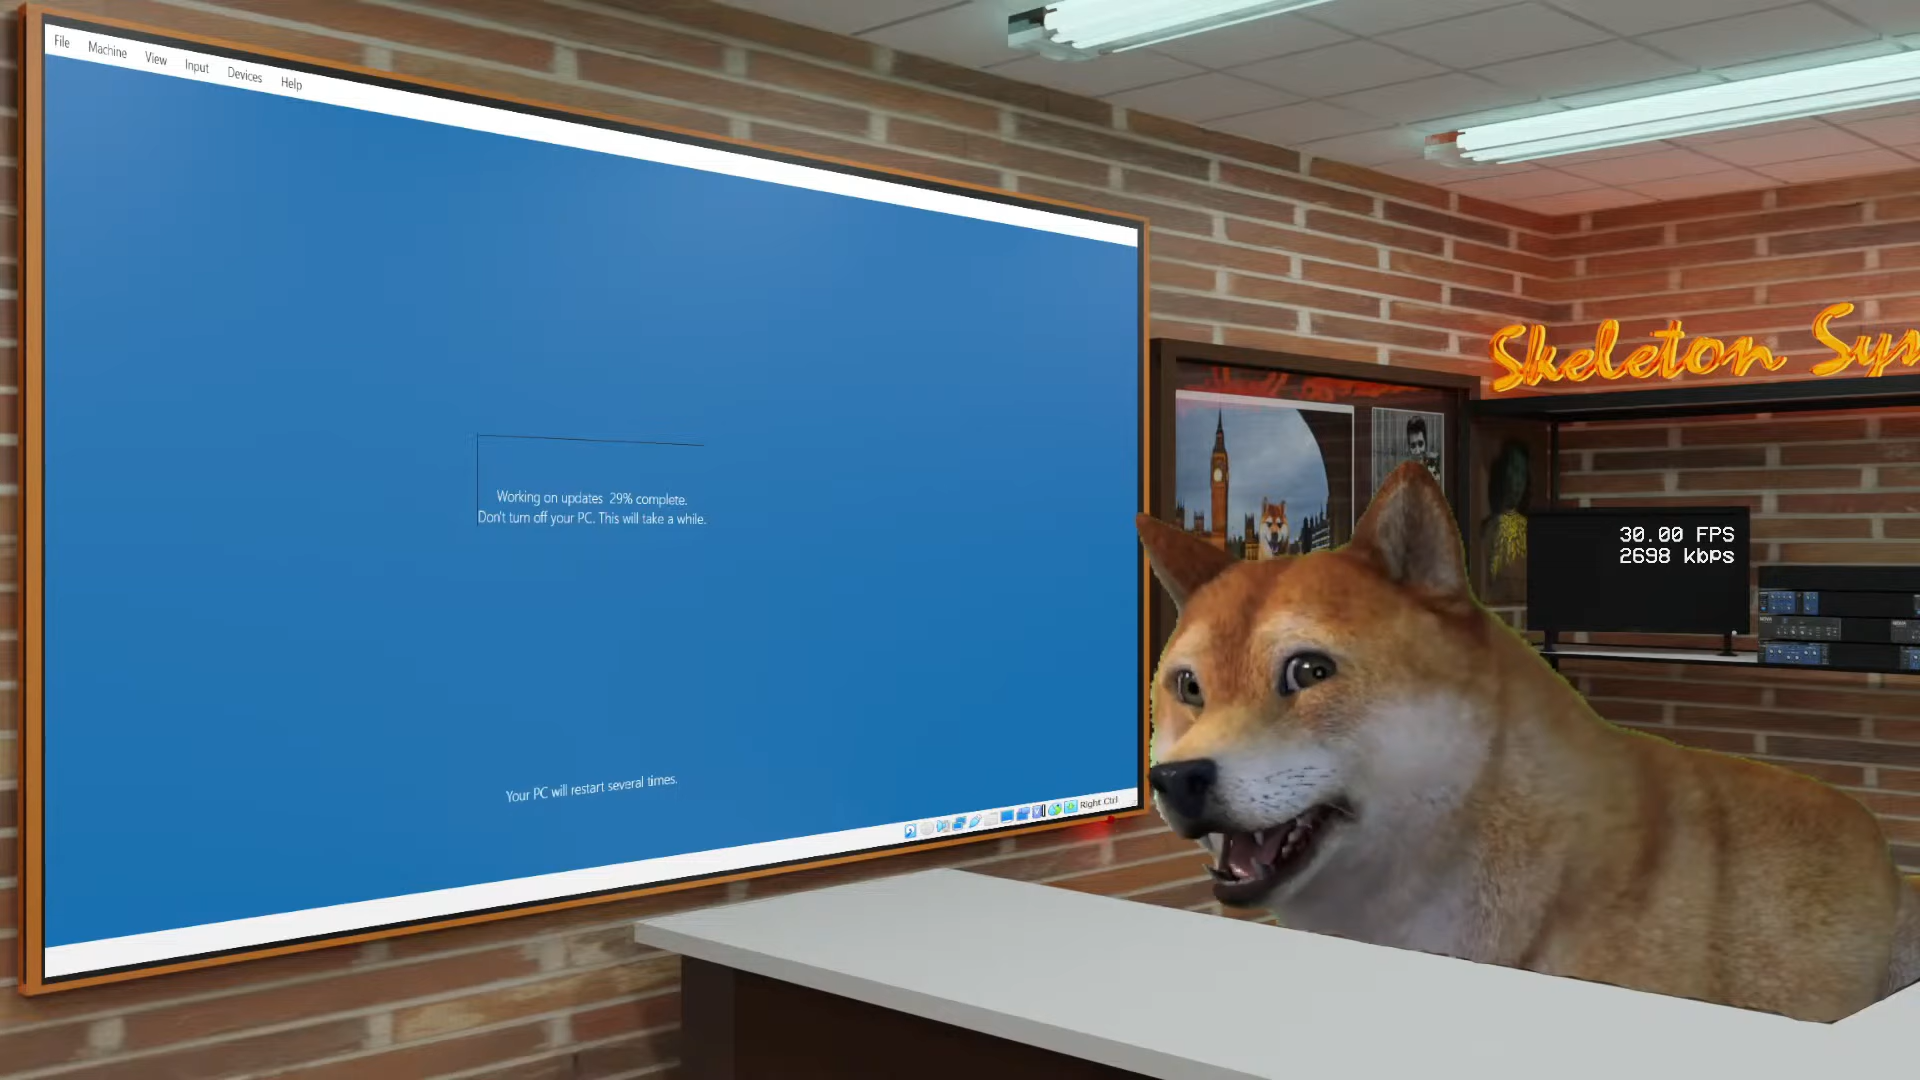 File Machine View Input Devices Help
Working on updates 29% complete.
Don't turn off your PC. This will take a while.
Your PC will restart several times.
Right Ctrl
Skeleton Sys
30.00 FPS
2698 kbps